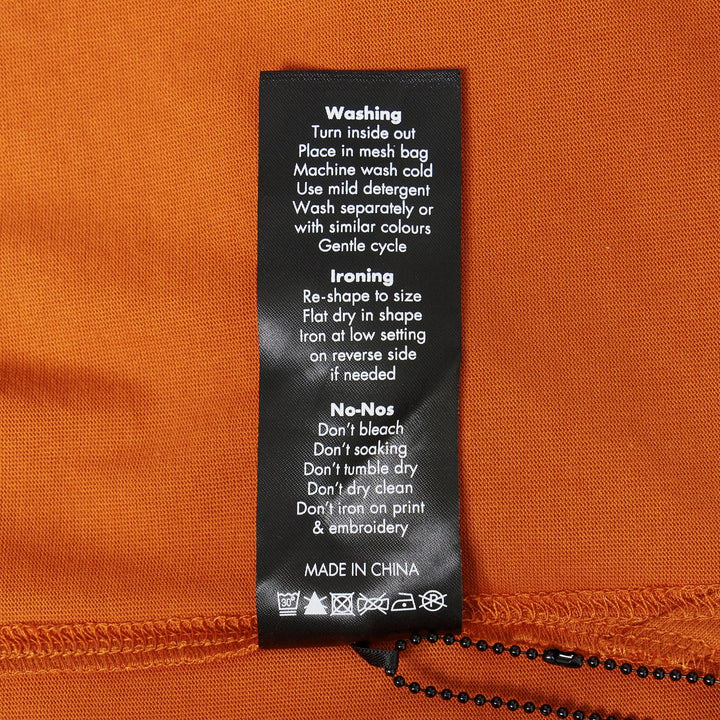 Washing
Turn inside out
Place in mesh bag
Machine wash cold
Use mild detergent
Wash separately or
with similar colours
Gentle cycle
Ironing
Re-shape to size
Flat dry in shape
Iron at low setting
on reverse side
if needed
No-Nos
Don't bleach
Don't soaking
Don't tumble dry
Don't dry clean
Don't iron on print
& embroidery
MADE IN CHINA
30°